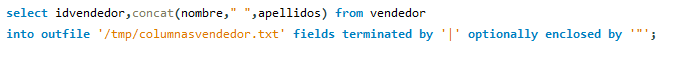 select idvendedor,concat(nombre," ",apellidos) from vendedor
into outfile '/tmp/columnasvendedor.txt' fields terminated by '|' optionally enclosed by '"';